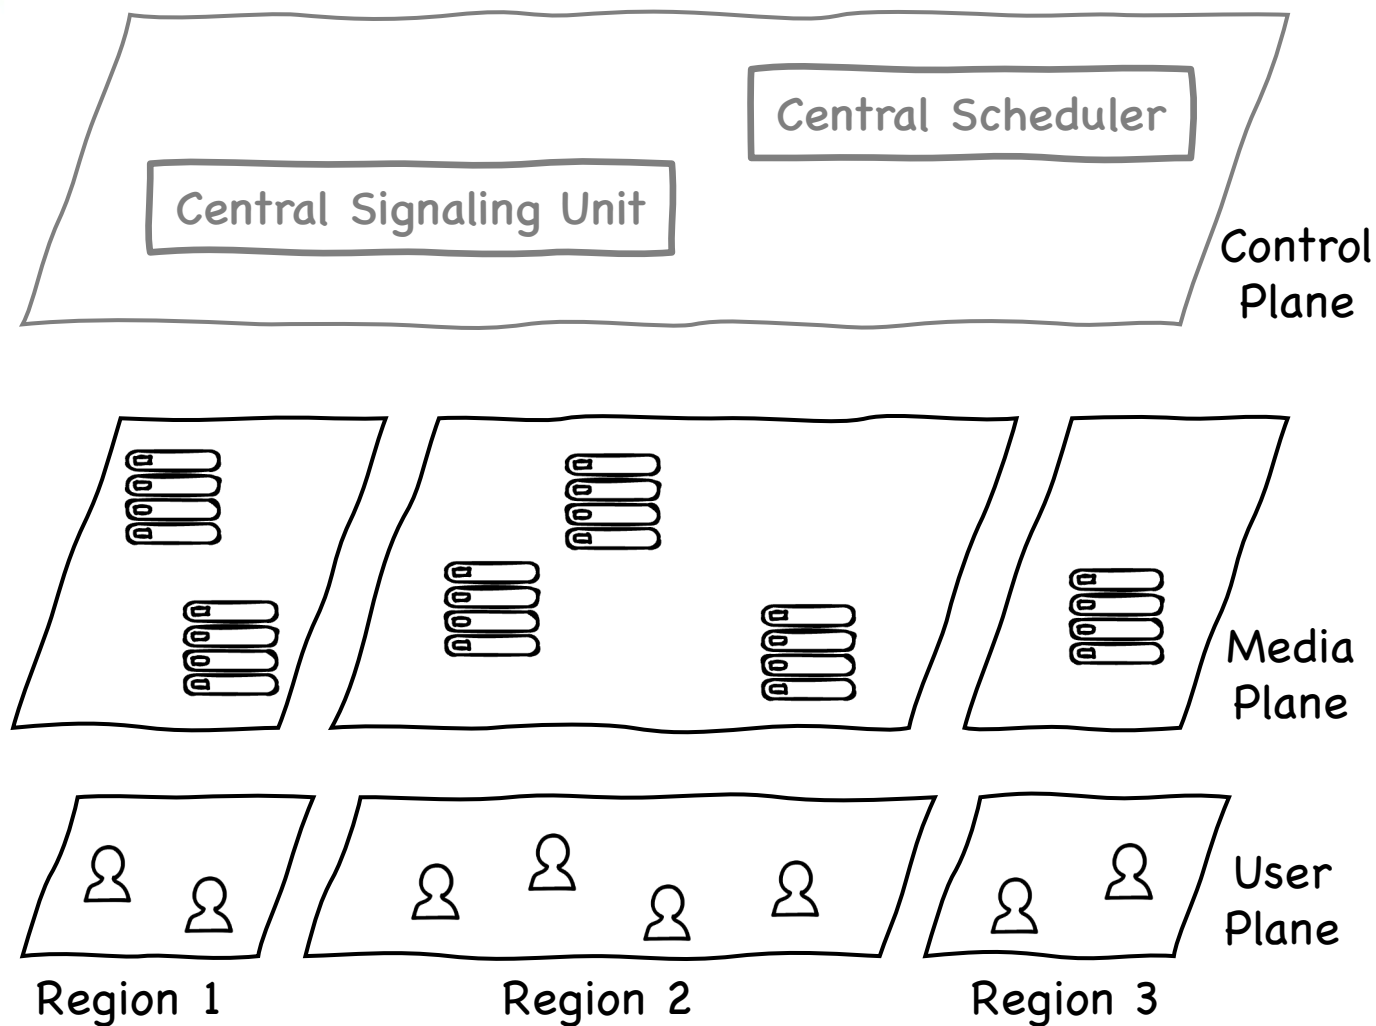 Central Scheduler
Central Signaling Unit
Control
Plane
Media
Plane
User
Plane
Region 1
Region 2
Region 3